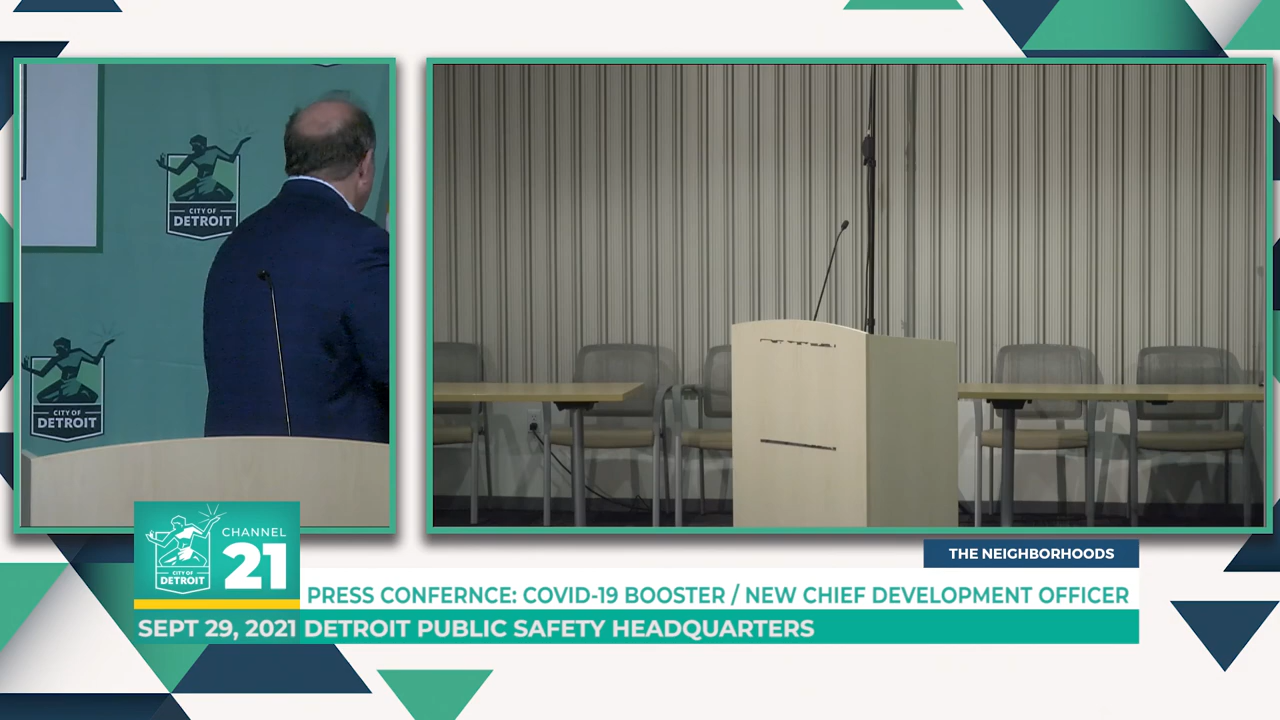 CITY OF
DETROIT
CITY OF
DETROIT
THE NEIGHBORHOODS
CHANNEL
21
CITY OF
DETROIT
PRESS CONFERNCE: COVID-19 BOOSTER / NEW CHIEF DEVELOPMENT OFFICER
SEPT 29, 2021 DETROIT PUBLIC SAFETY HEADQUARTERS